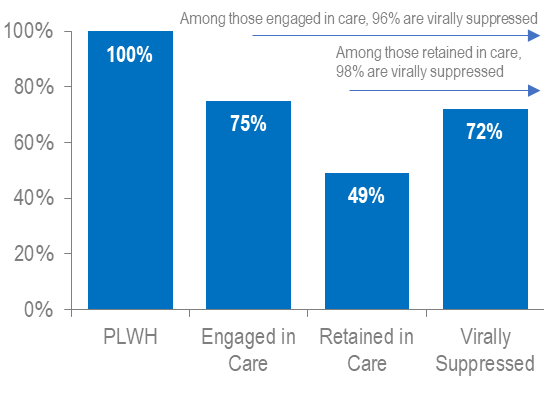 Among those engaged in care, 96% are virally suppressed
Among those retained in care,
98% are virally suppressed
100%
80%
60%
40%
20%
0%
100%
75%
49%
72%
PLWH
Engaged in
Care
Retained in
Care
Virally
Suppressed